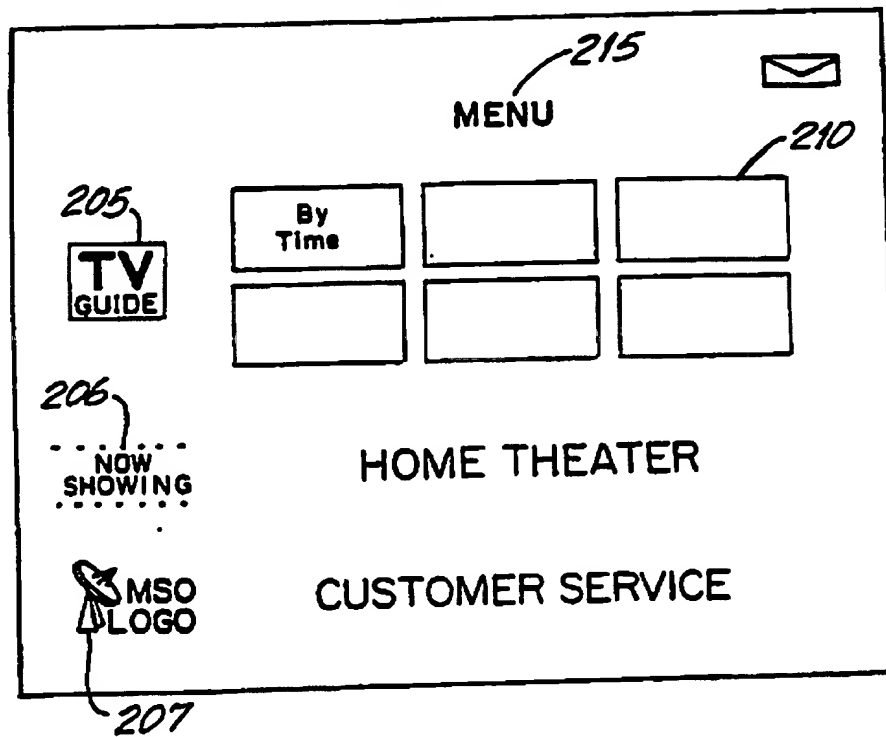 215
MENU
210
205
By
Time
TV
GUIDE
206
NOW
SHOWING
HOME THEATER
MSO
LOGO
CUSTOMER SERVICE
207